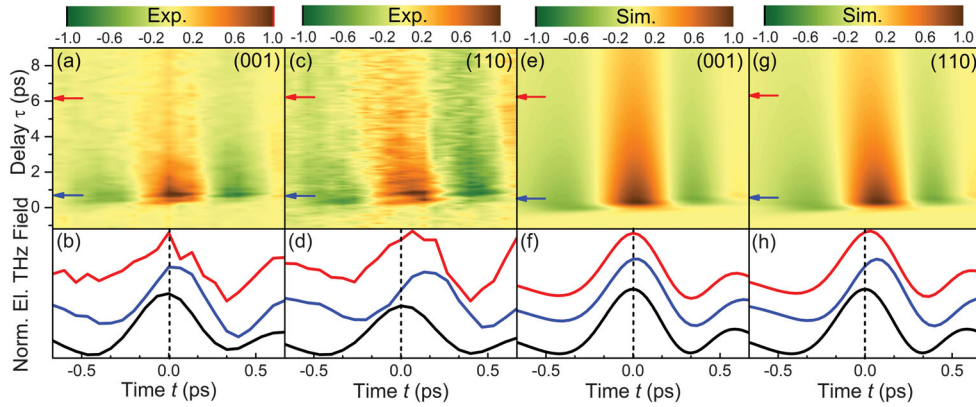 Exp. Exp. Sim. Sim.
-1.0 -0.6 -0.2 0.2 0.6 1.0 -1.0 -0.6 -0.2 0.2 0.6 1.0 -1.0 -0.6 -0.2 0.2 0.6 1.0 -1.0 -0.6 -0.2 0.2 0.6 1.0
(a) (001) (c) (110) (e) (001) (g) (110)
8
6
4
2
0
Delay τ (ps)
(b) (d) (f) (h)
Norm. El. THz Field
-0.5 0.0 0.5 -0.5 0.0 0.5 -0.5 0.0 0.5 -0.5 0.0 0.5
Time t (ps) Time t (ps) Time t (ps) Time t (ps)